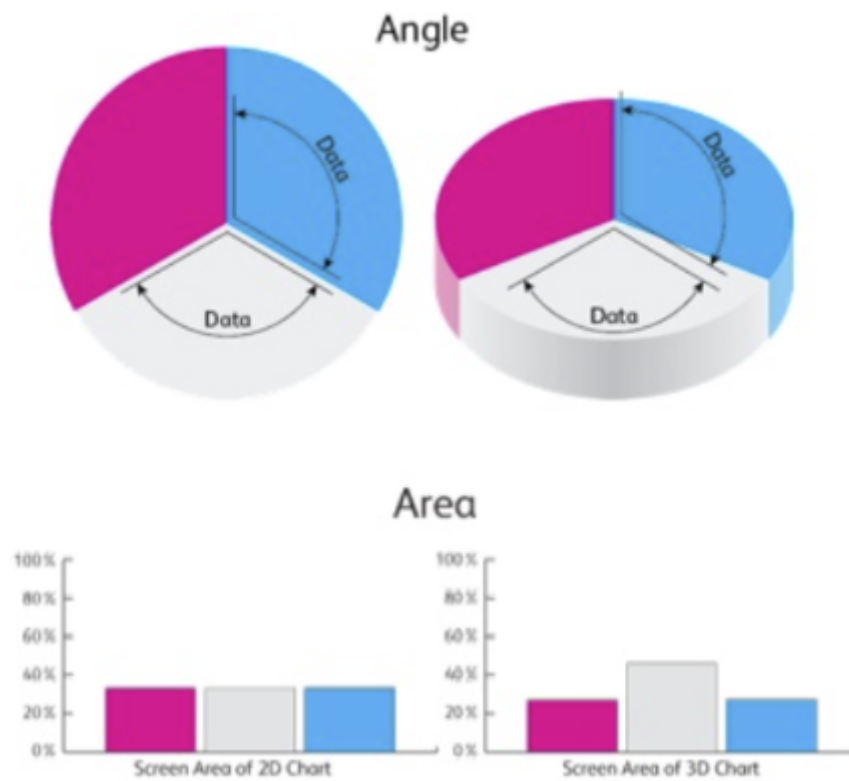 Angle
Data
Data
Data
Data
Area
100%
80%
60%
40%
20%
0%
Screen Area of 2D Chart
100%
80%
60%
40%
20%
0%
Screen Area of 3D Chart